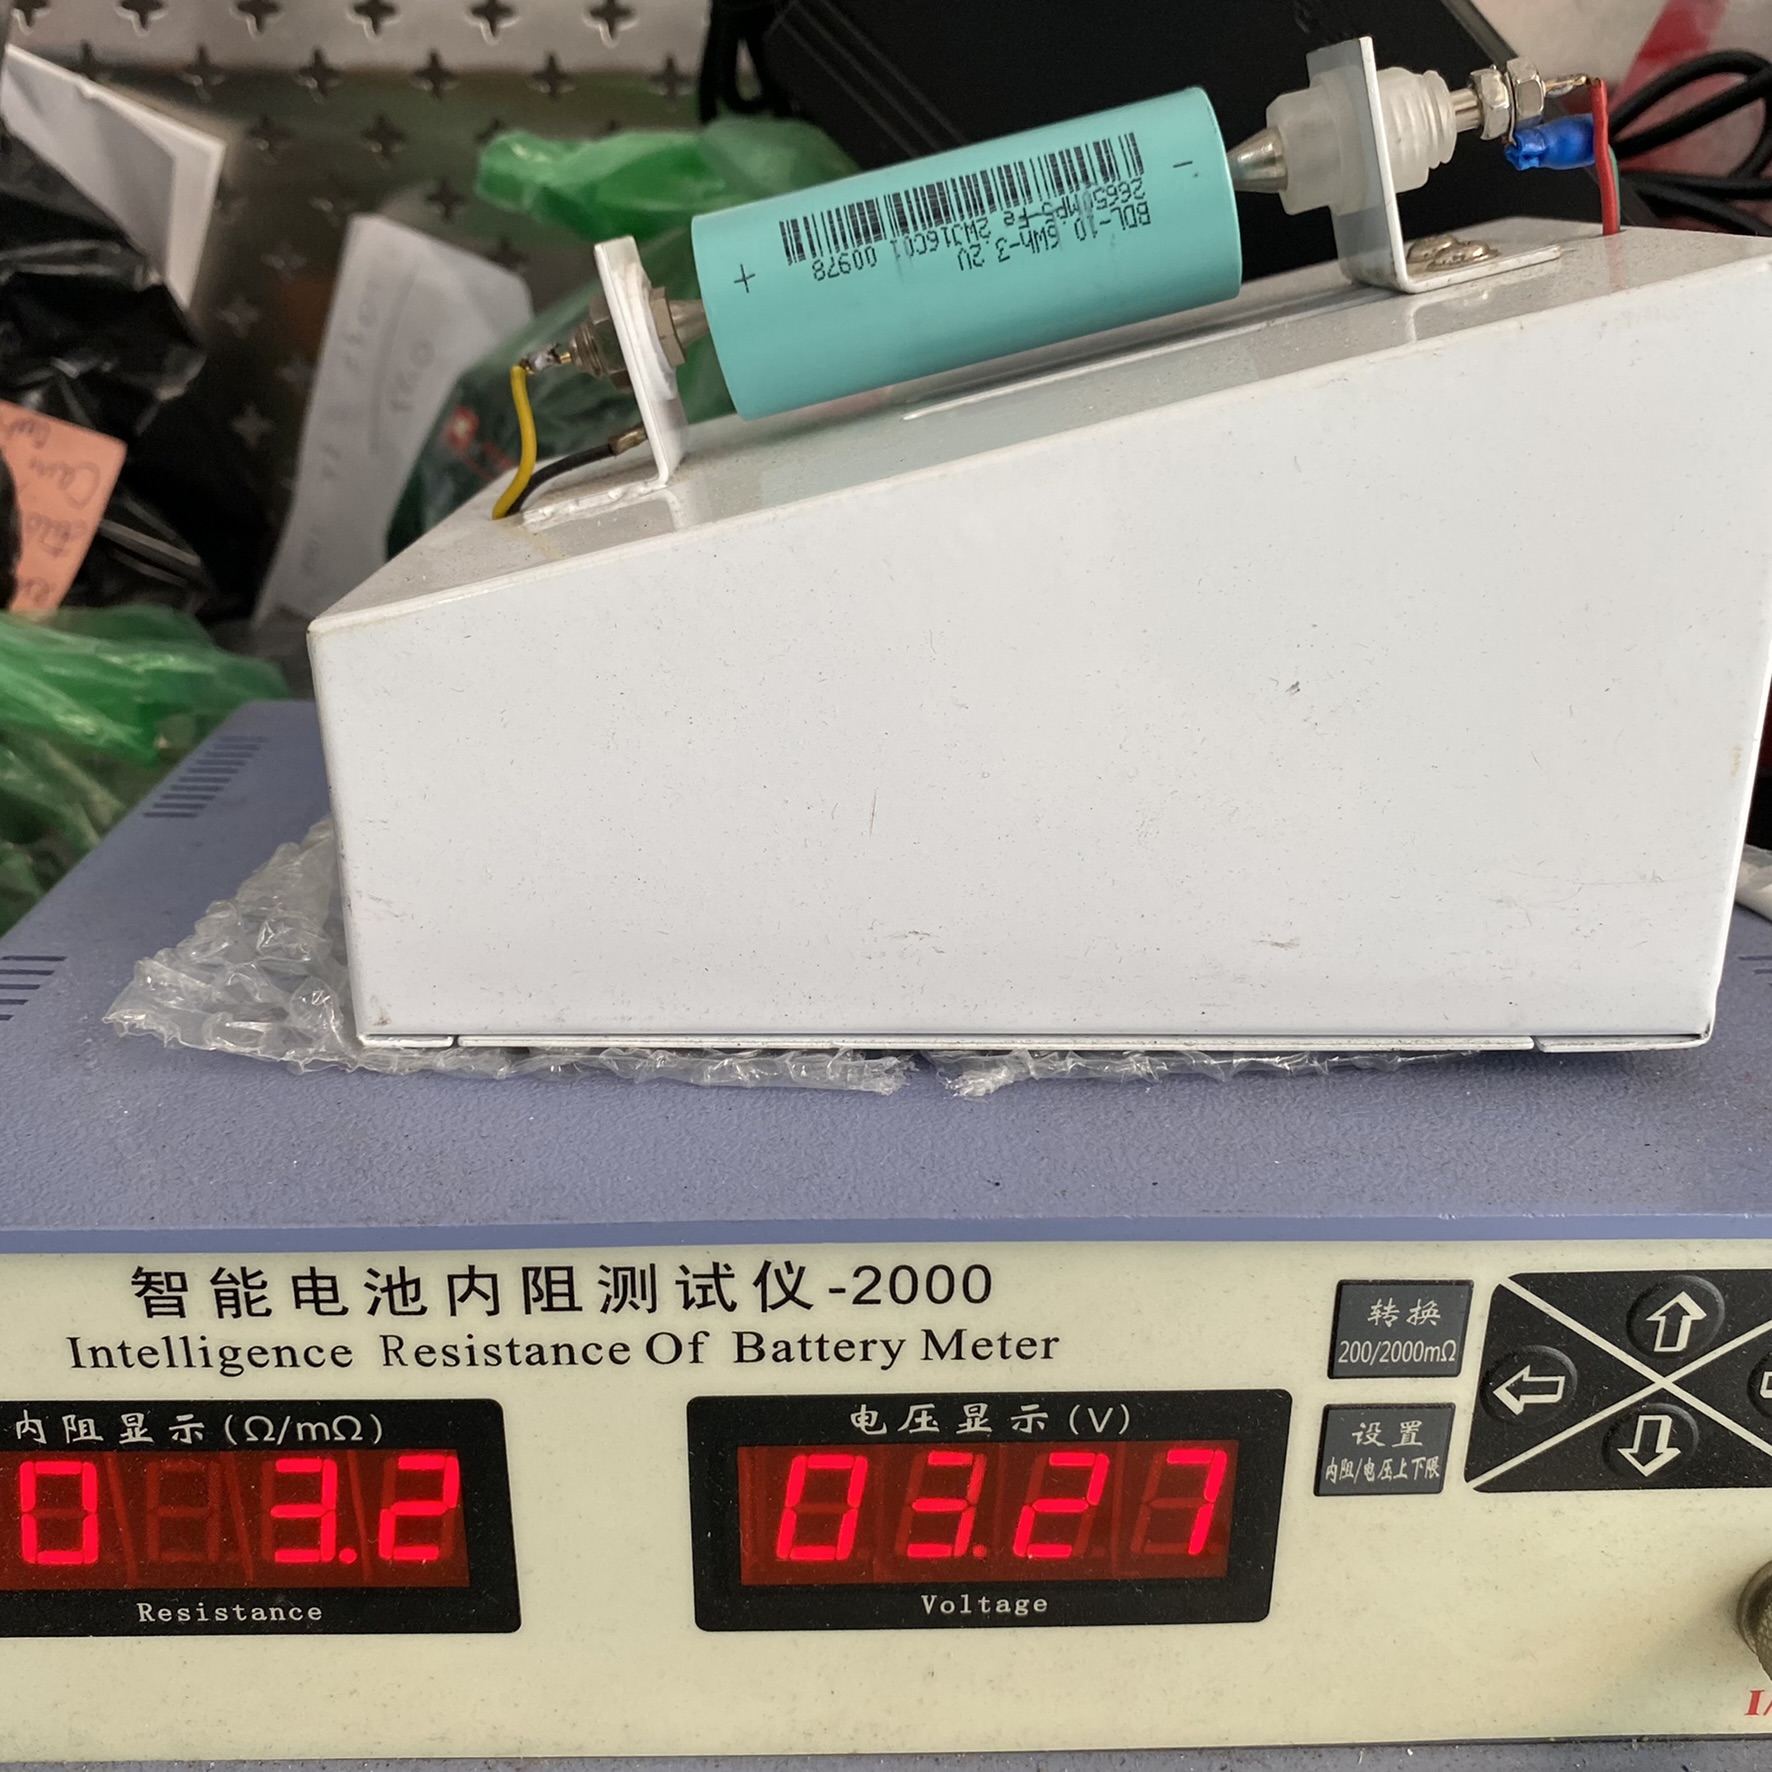 BDL-10.6Wh-3.2V
26650Mp5-Fe.2WJ16C01 00978
-
+
智能电池内阻测试仪-2000
Intelligence Resistance Of Battery Meter
内阻显示(Ω/mΩ)
0 3.2
Resistance
电压显示(V)
03.27
Voltage
转换
200/2000mΩ
设置
内阻/电压上下限